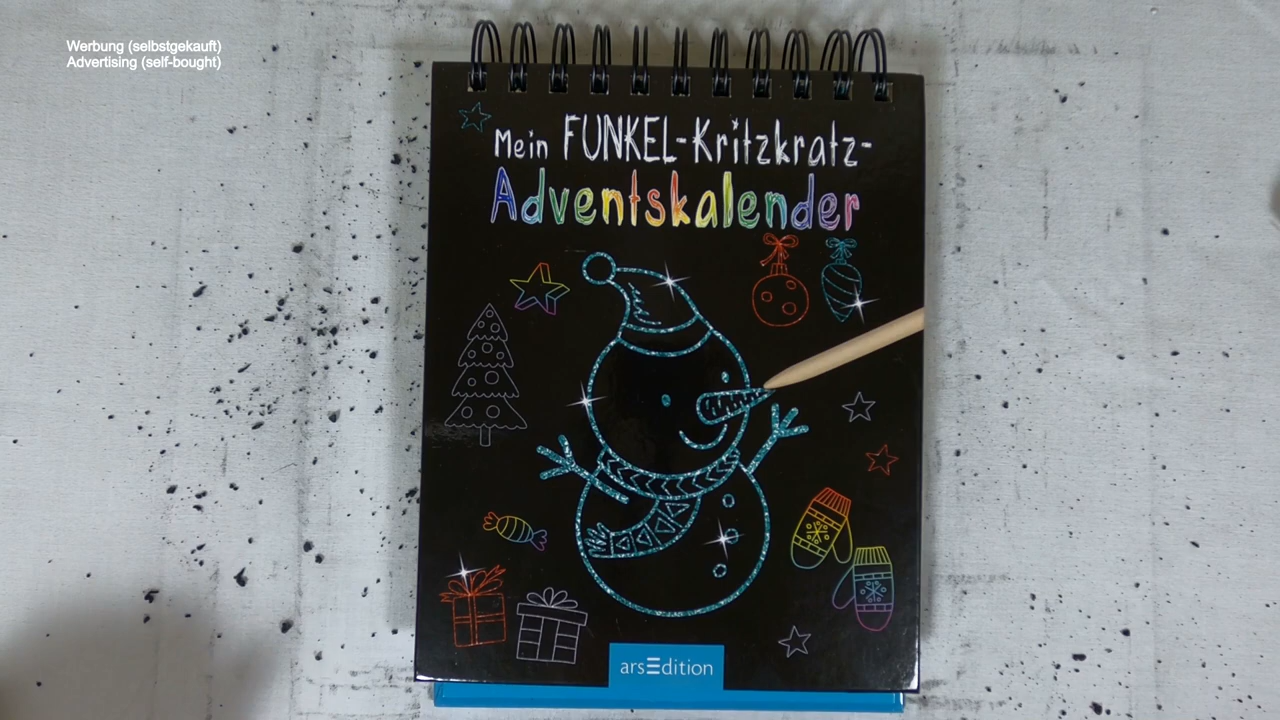 Werbung (selbstgekauft)
Advertising (self-bought)
Mein FUNKEL-Kritzkratz-
Adventskalender
arsEdition